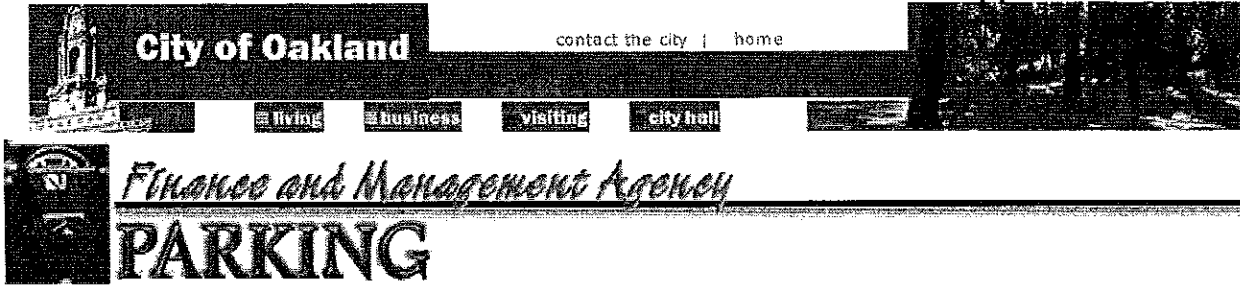 City of Oakland
contact the city | home
living business visiting city hall
Finance and Management Agency
PARKING